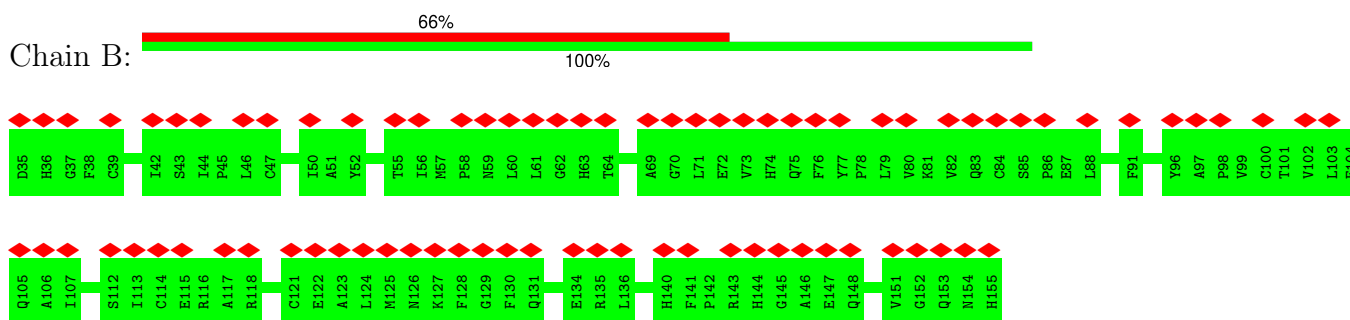 66%
Chain B:
100%
D35 H36 G37 F38 C39 I42 S43 I44 P45 L46 C47 I50 A51 Y52 T55 I56 M57 P58 N59 L60 L61 G62 H63 T64 A69 G70 L71 E72 V73 H74 Q75 F76 Y77 P78 L79 V80 K81 V82 Q83 C84 S85 P86 E87 L88 F91 Y96 A97 P98 V99 C100 T101 V102 L103 E104
Q105 A106 I107 S112 I113 C114 E115 R116 A117 R118 C121 E122 A123 L124 M125 N126 K127 F128 G129 F130 Q131 E134 R135 L136 H140 F141 P142 R143 H144 G145 A146 E147 Q148 V151 G152 Q153 N154 H155